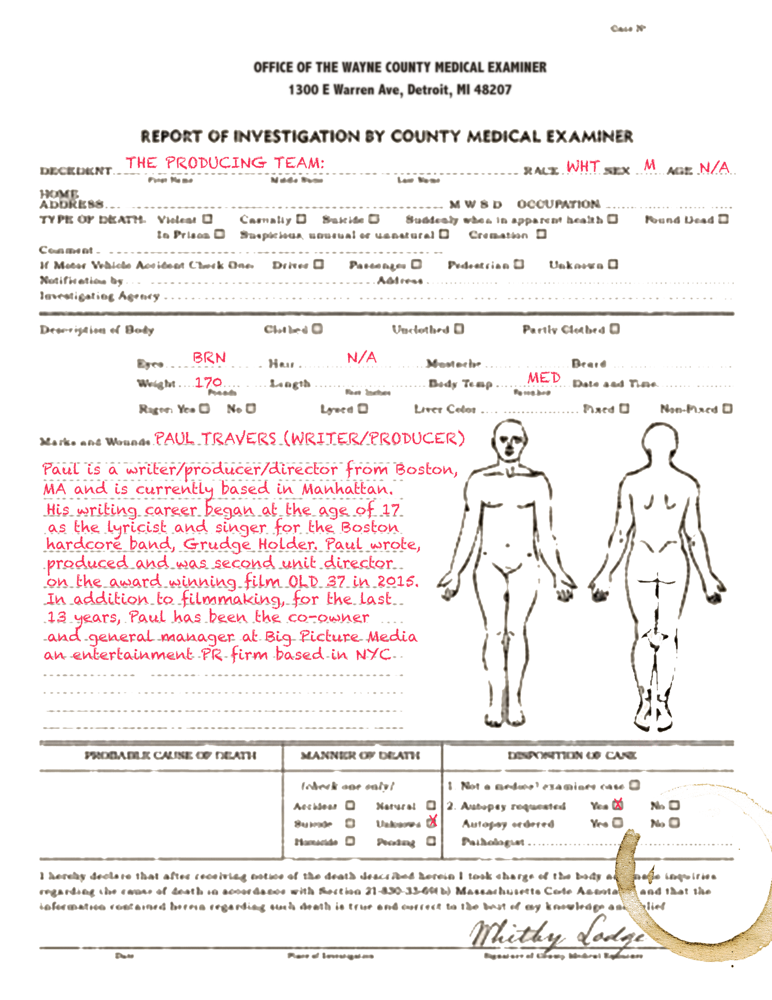 Case Nº
OFFICE OF THE WAYNE COUNTY MEDICAL EXAMINER
1300 E Warren Ave, Detroit, MI 48207
REPORT OF INVESTIGATION BY COUNTY MEDICAL EXAMINER
DECEDENT THE PRODUCING TEAM: RACE WHT SEX M AGE N/A
First Name Middle Name Last Name
HOME
ADDRESS M W S D OCCUPATION
TYPE OF DEATH: Violent Casualty Suicide Suddenly when in apparent health Found Dead
In Prison Suspicious, unusual or unnatural Cremation
Comment
If Motor Vehicle Accident Check One: Driver Passenger Pedestrian Unknown
Notification by Address
Investigating Agency
Description of Body Clothed Unclothed Partly Clothed
Eyes BRN Hair N/A Mustache Beard
Weight 170 Length Body Temp MED Date and Time
Pounds Feet Inches
Rigor: Yes No Lysed Liver Color Fixed Non-Fixed
Marks and Wounds PAUL TRAVERS (WRITER/PRODUCER)
Paul is a writer/producer/director from Boston,
MA and is currently based in Manhattan.
His writing career began at the age of 17
as the lyricist and singer for the Boston
hardcore band, Grudge Holder. Paul wrote,
produced and was second unit director
on the award winning film OLD 37 in 2015.
In addition to filmmaking, for the last
13 years, Paul has been the co-owner
and general manager at Big Picture Media
an entertainment PR firm based in NYC
PROBABLE CAUSE OF DEATH MANNER OF DEATH DISPOSITION OF CASE
(check one only) 1. Not a medical examiner case
Accident Natural 2. Autopsy requested Yes X No
Suicide Unknown X Autopsy ordered Yes No
Homicide Pending Pathologist
I hereby declare that after receiving notice of the death described herein I took charge of the body and made inquiries
regarding the cause of death in accordance with Section 21-830-33-69(b) Massachusetts Code and that the
information contained herein regarding such death is true and correct to the best of my knowledge and belief
Whitby Lodge
Date Place of Investigation Signature of County Medical Examiner